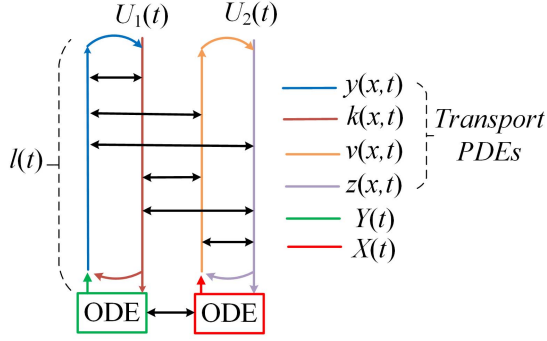 U₁(t) U₂(t)
l(t)
y(x,t)
k(x,t)
v(x,t)
z(x,t)
Y(t)
X(t)
Transport
PDEs
ODE ODE